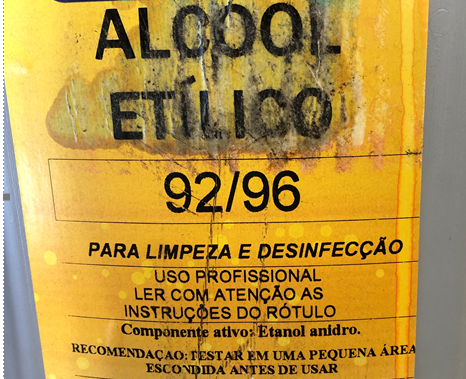 ALCOOL
ETÍLICO
92/96
PARA LIMPEZA E DESINFECÇÃO
USO PROFISSIONAL
LER COM ATENÇÃO AS
INSTRUÇÕES DO RÓTULO
Componente ativo: Etanol anidro.
RECOMENDAÇAO: TESTAR EM UMA PEQUENA ÁREA
ESCONDIDA ANTES DE USAR